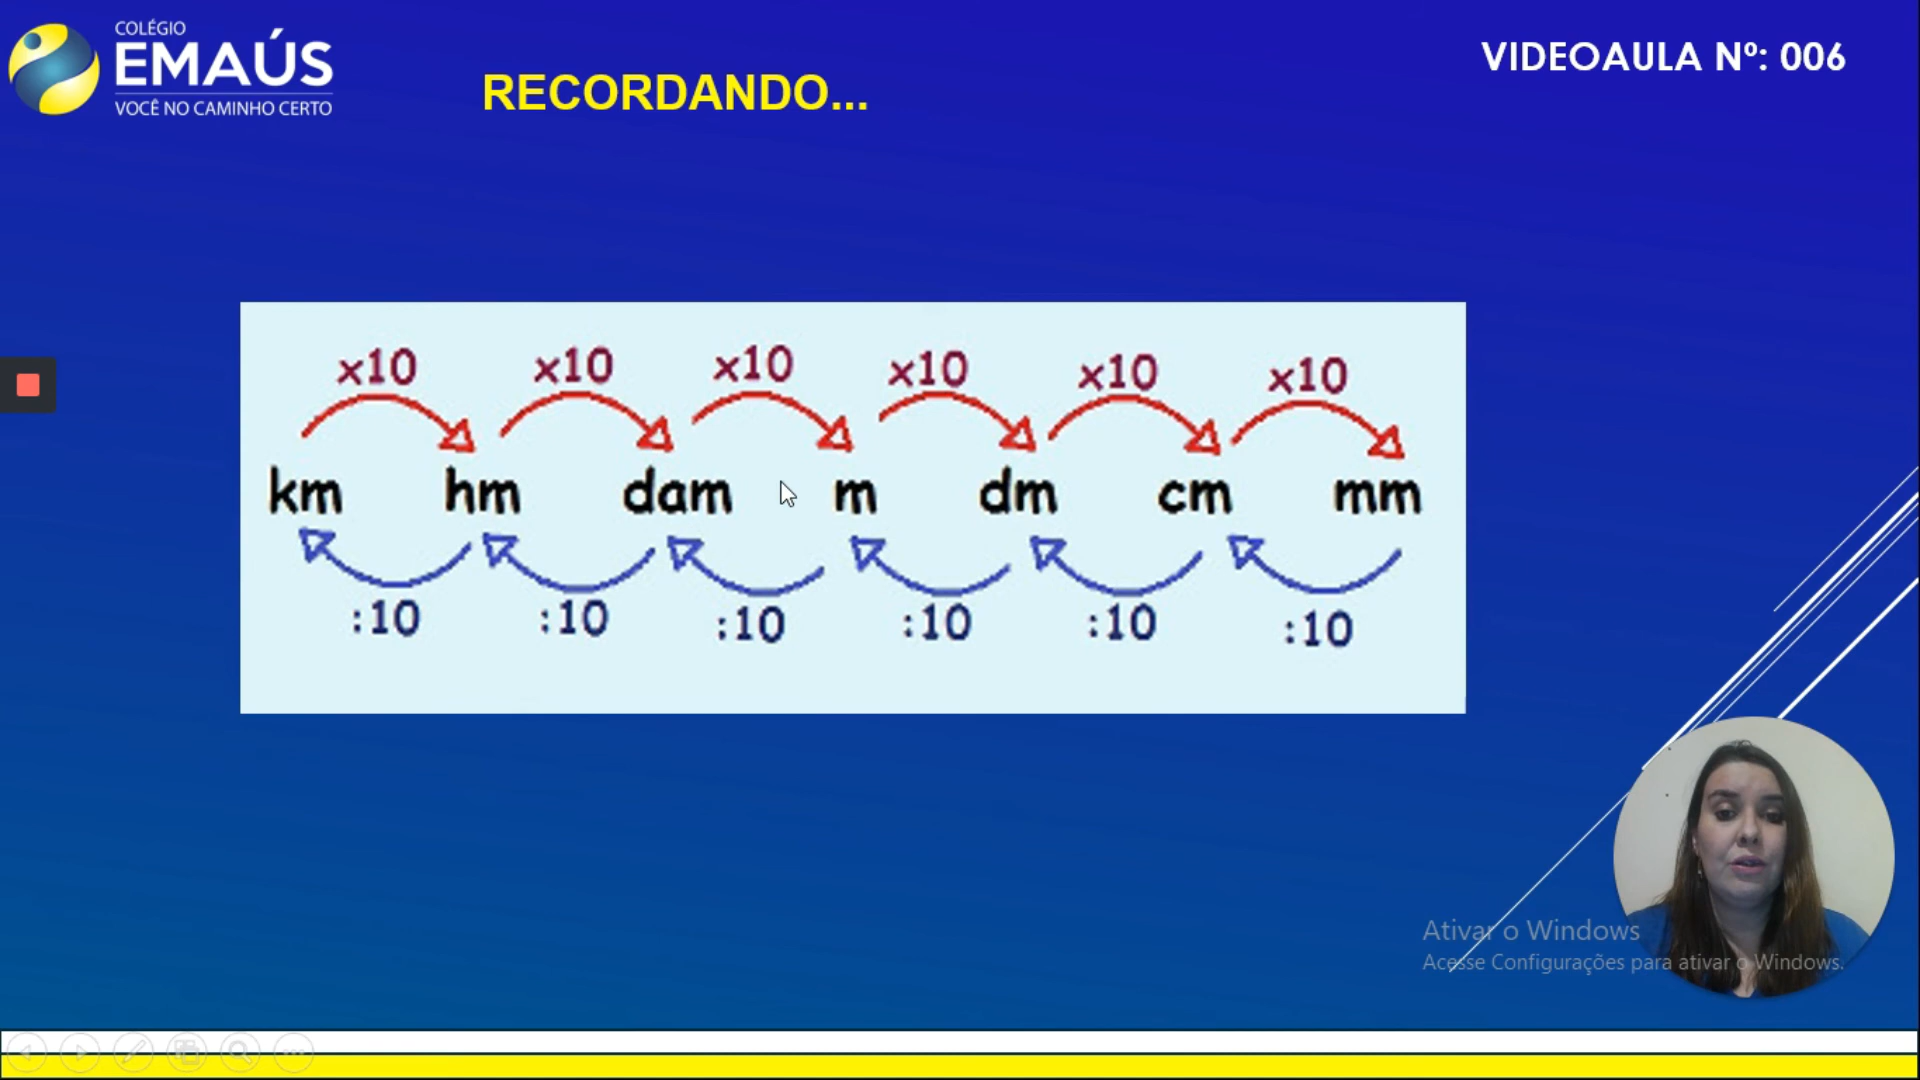 COLÉGIO
EMAÚS
VOCÊ NO CAMINHO CERTO
RECORDANDO...
VIDEOAULA Nº: 006
x10 x10 x10 x10 x10 x10
km hm dam m dm cm mm
:10 :10 :10 :10 :10 :10
Ativar o Windows
Acesse Configurações para ativar o Windows.